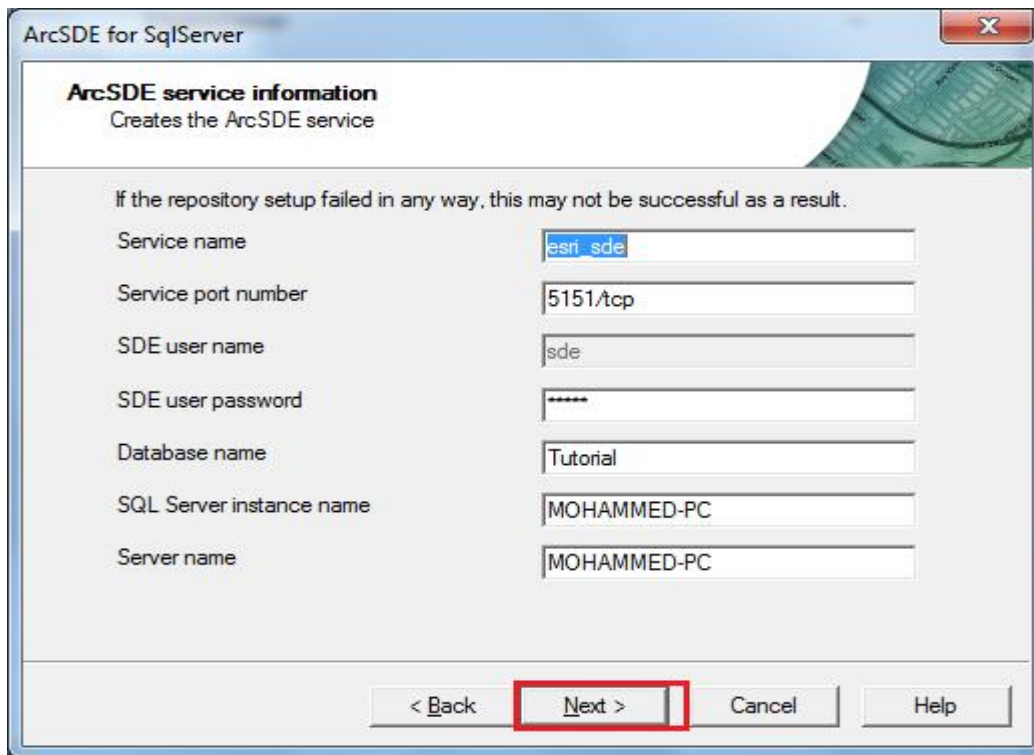 ArcSDE for SqlServer
ArcSDE service information
Creates the ArcSDE service
If the repository setup failed in any way, this may not be successful as a result.
Service name esri_sde
Service port number 5151/tcp
SDE user name sde
SDE user password *****
Database name Tutorial
SQL Server instance name MOHAMMED-PC
Server name MOHAMMED-PC
< Back Next > Cancel Help